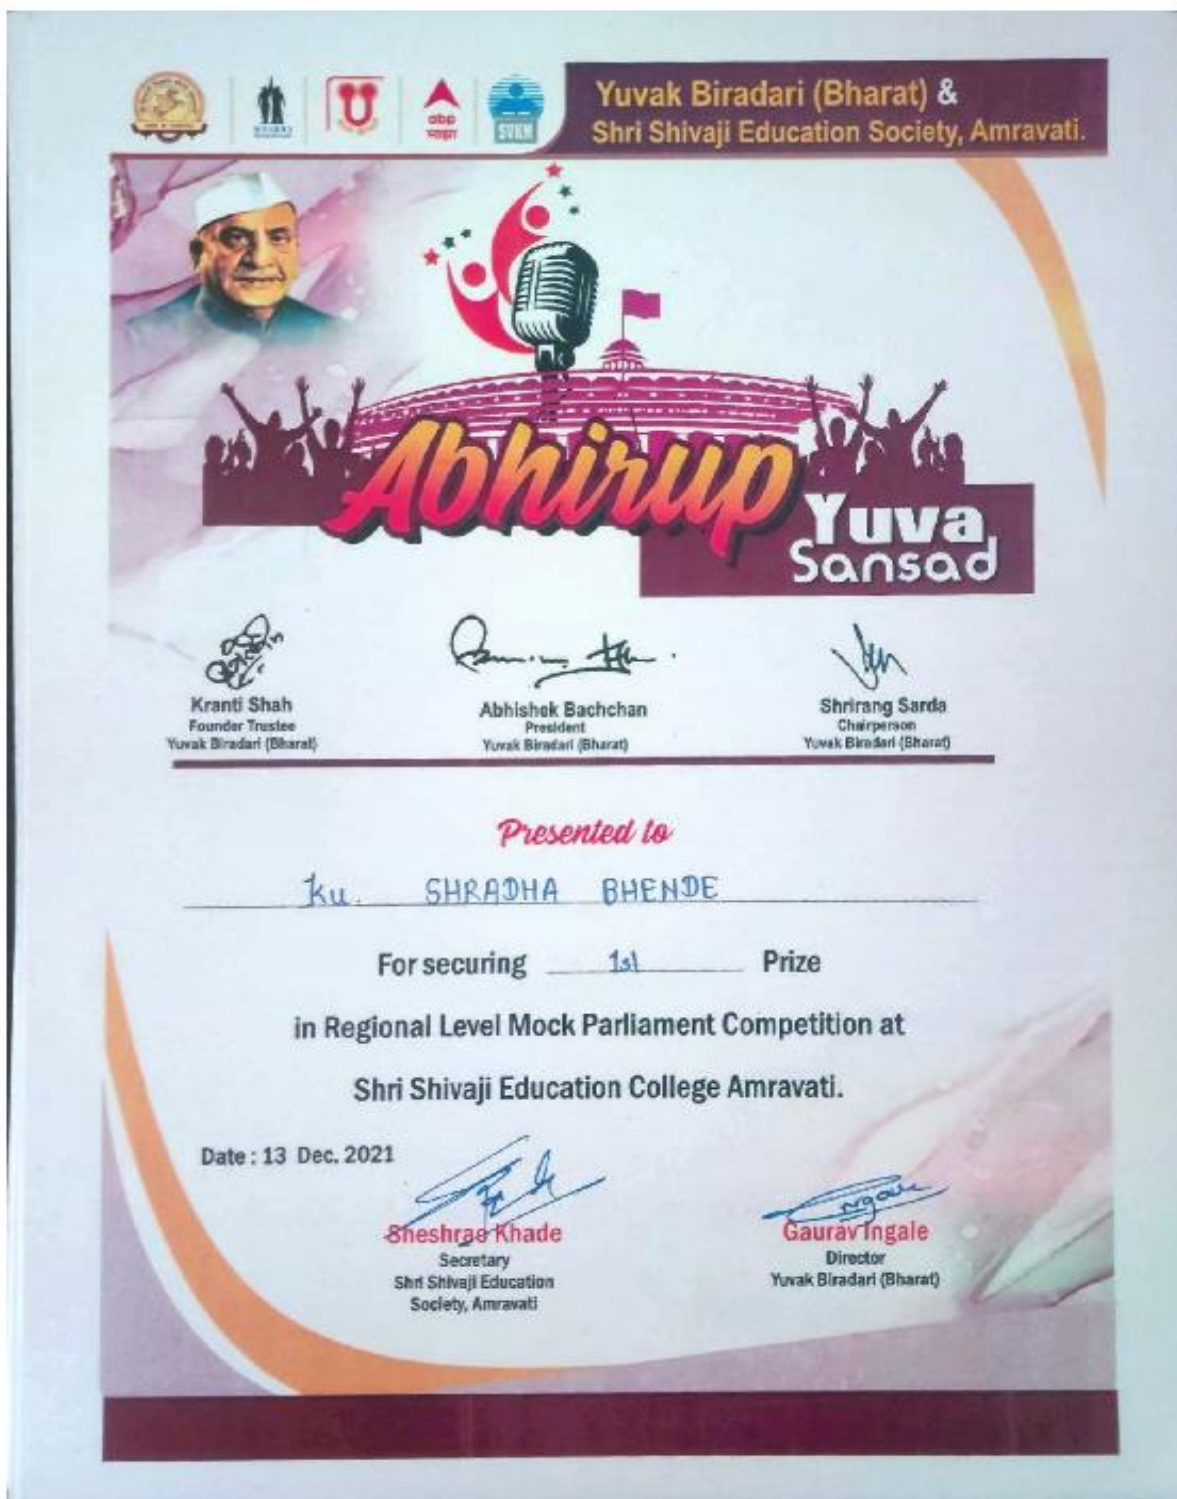 Yuvak Biradari (Bharat) &
Shri Shivaji Education Society, Amravati.
abp
माझा
SVKM
Abhirup
Yuva
Sansad
Kranti Shah
Founder Trustee
Yuvak Biradari (Bharat)
Abhishek Bachchan
President
Yuvak Biradari (Bharat)
Shrirang Sarda
Chairperson
Yuvak Biradari (Bharat)
Presented to
Ku. SHRADHA BHENDE
For securing 1st Prize
in Regional Level Mock Parliament Competition at
Shri Shivaji Education College Amravati.
Date : 13 Dec. 2021
Sheshrao Khade
Secretary
Shri Shivaji Education
Society, Amravati
Gaurav Ingale
Director
Yuvak Biradari (Bharat)